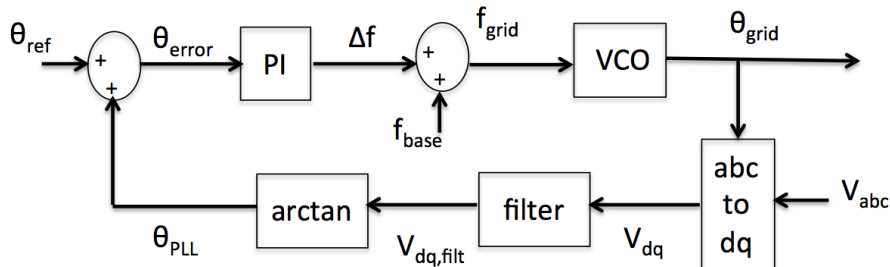 θref
+
+
θerror
PI
Δf
+
+
fgrid
fbase
VCO
θgrid
abc
to
dq
Vabc
Vdq
filter
Vdq,filt
arctan
θPLL